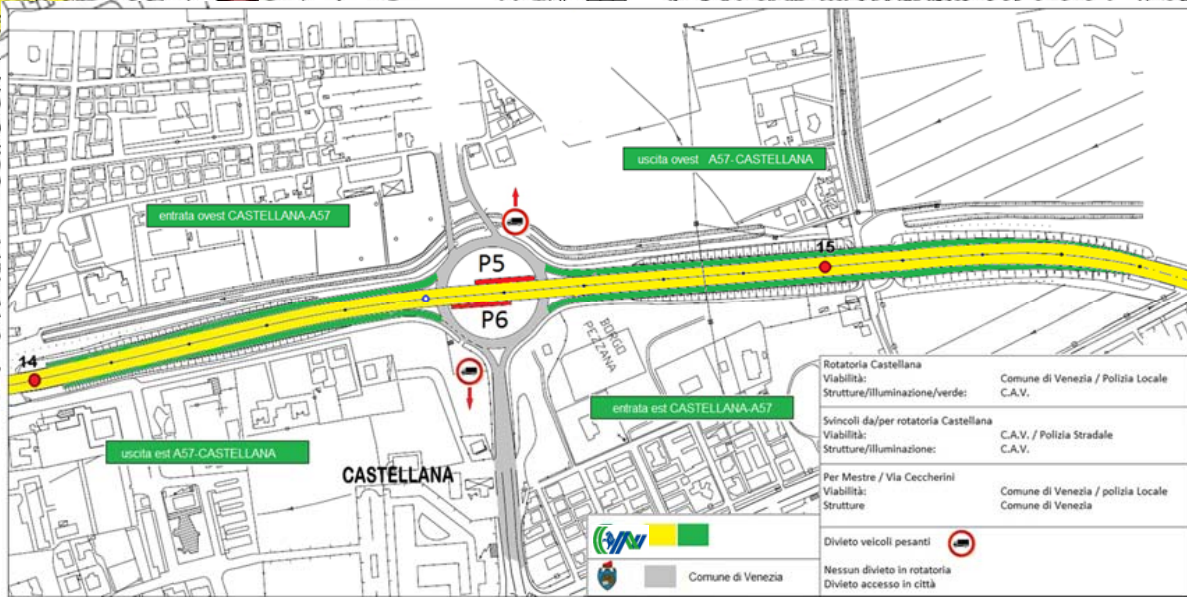 uscita ovest A57-CASTELLANA
entrata ovest CASTELLANA-A57
15
P5
P6
14
BORGO
PEZZANA
entrata est CASTELLANA-A57
uscita est A57-CASTELLANA
CASTELLANA
Rotatoria Castellana
Viabilità: Comune di Venezia / Polizia Locale
Strutture/illuminazione/verde: C.A.V.
Svincoli da/per rotatoria Castellana
Viabilità: C.A.V. / Polizia Stradale
Strutture/illuminazione: C.A.V.
Per Mestre / Via Ceccherini
Viabilità: Comune di Venezia / polizia Locale
Strutture Comune di Venezia
Divieto veicoli pesanti
Nessun divieto in rotatoria
Divieto accesso in città
Comune di Venezia